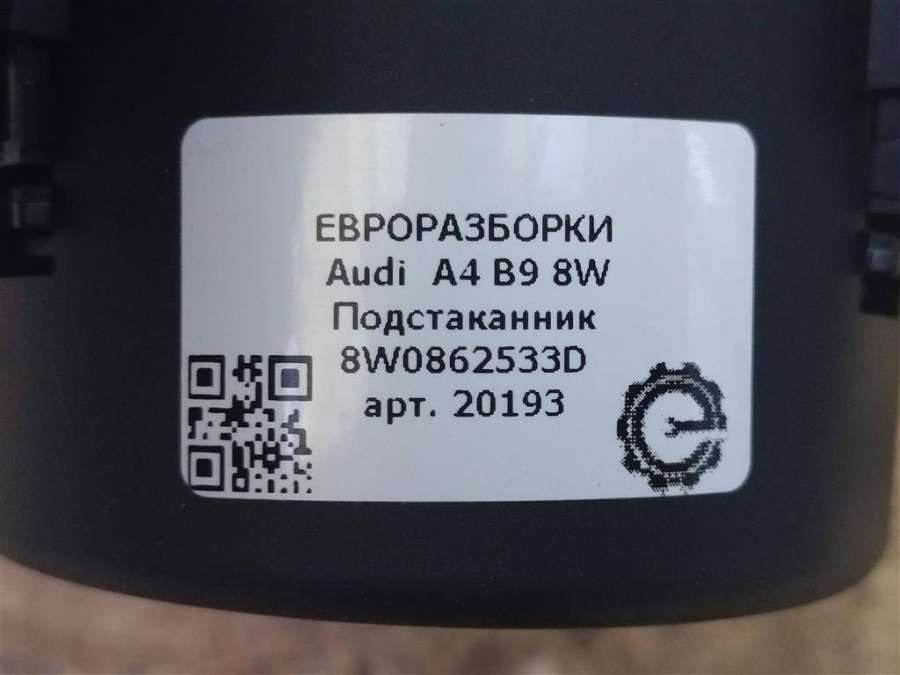 ЕВРОРАЗБОРКИ
Audi A4 B9 8W
Подстаканник
8W0862533D
арт. 20193